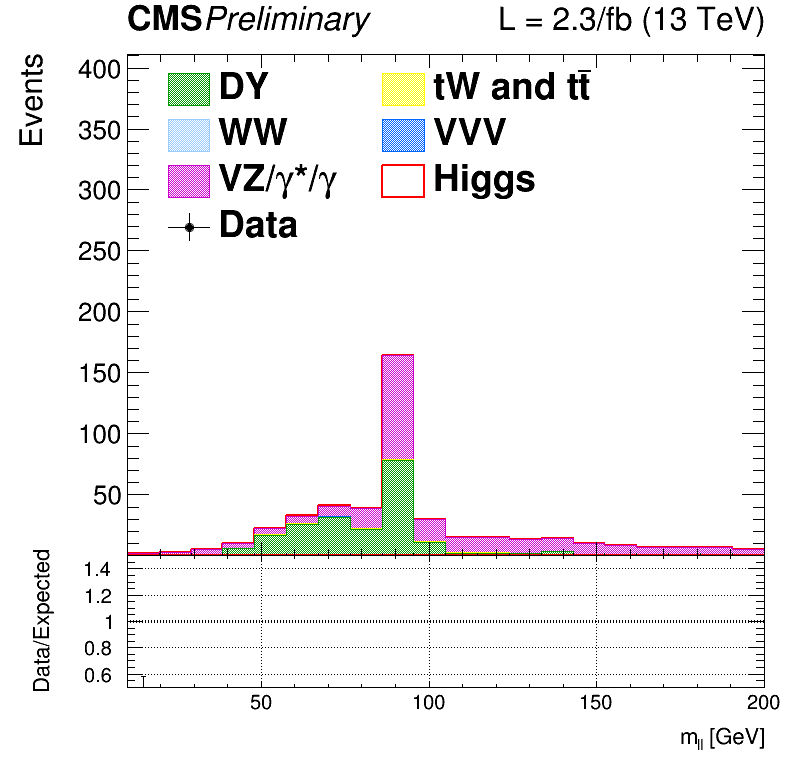 CMS Preliminary L = 2.3/fb (13 TeV)
Events
400
350
300
250
200
150
100
50
DY
tW and tt̄
WW
VVV
VZ/γ*/γ
Higgs
Data
Data/Expected
1.4
1.2
1
0.8
0.6
50 100 150 200
m_ll [GeV]